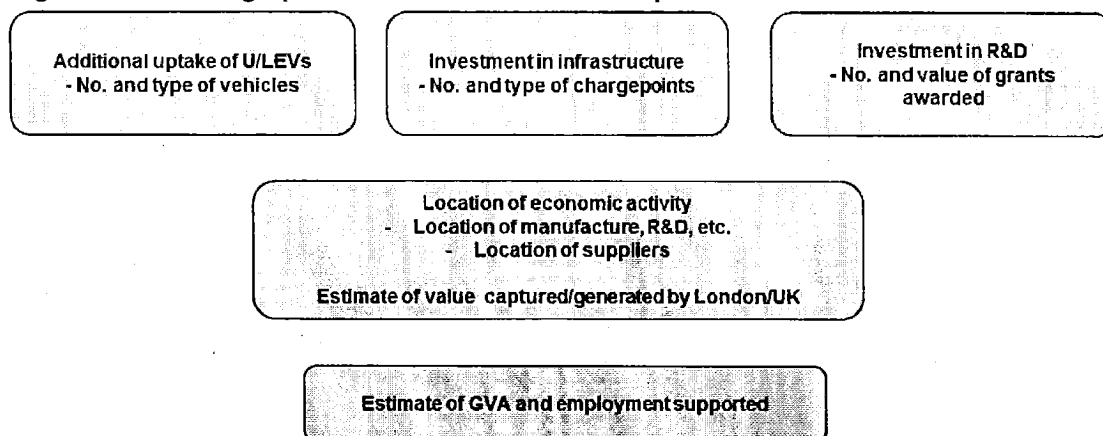 Additional uptake of U/LEVs
- No. and type of vehicles
Investment in infrastructure
- No. and type of chargepoints
Investment in R&D
- No. and value of grants
awarded
Location of economic activity
- Location of manufacture, R&D, etc.
- Location of suppliers
Estimate of value captured/generated by London/UK
Estimate of GVA and employment supported